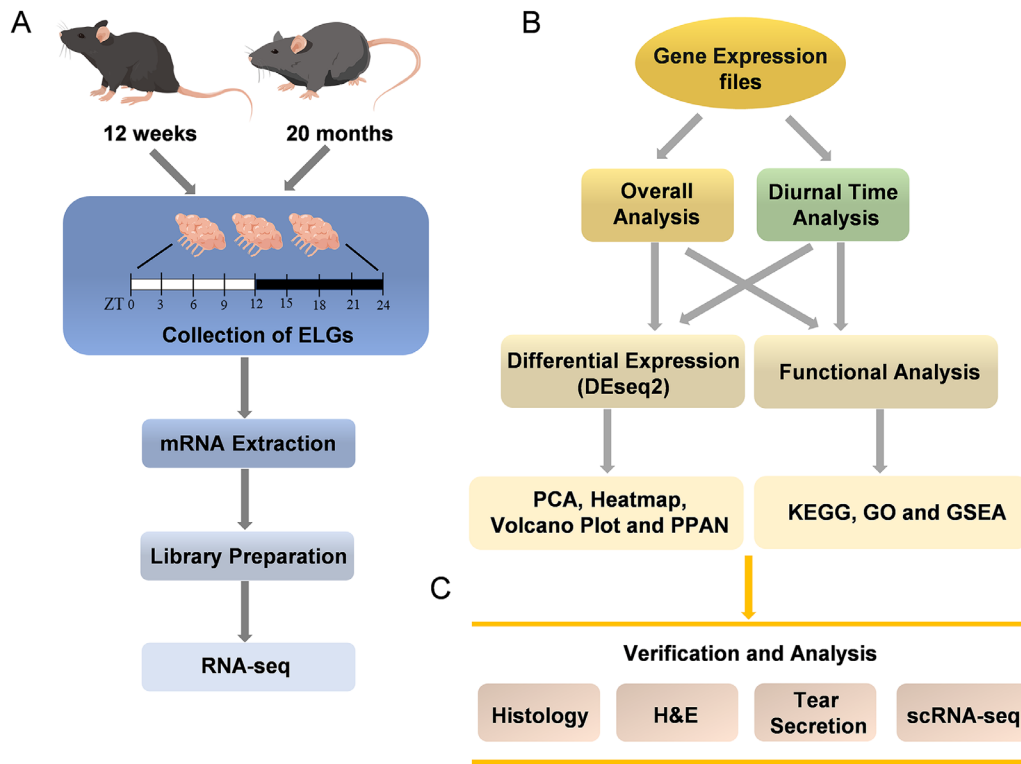 A
12 weeks
20 months
ZT 0 3 6 9 12 15 18 21 24
Collection of ELGs
mRNA Extraction
Library Preparation
RNA-seq
B
Gene Expression
files
Overall
Analysis
Diurnal Time
Analysis
Differential Expression
(DEseq2)
Functional Analysis
PCA, Heatmap,
Volcano Plot and PPAN
KEGG, GO and GSEA
C
Verification and Analysis
Histology
H&E
Tear
Secretion
scRNA-seq